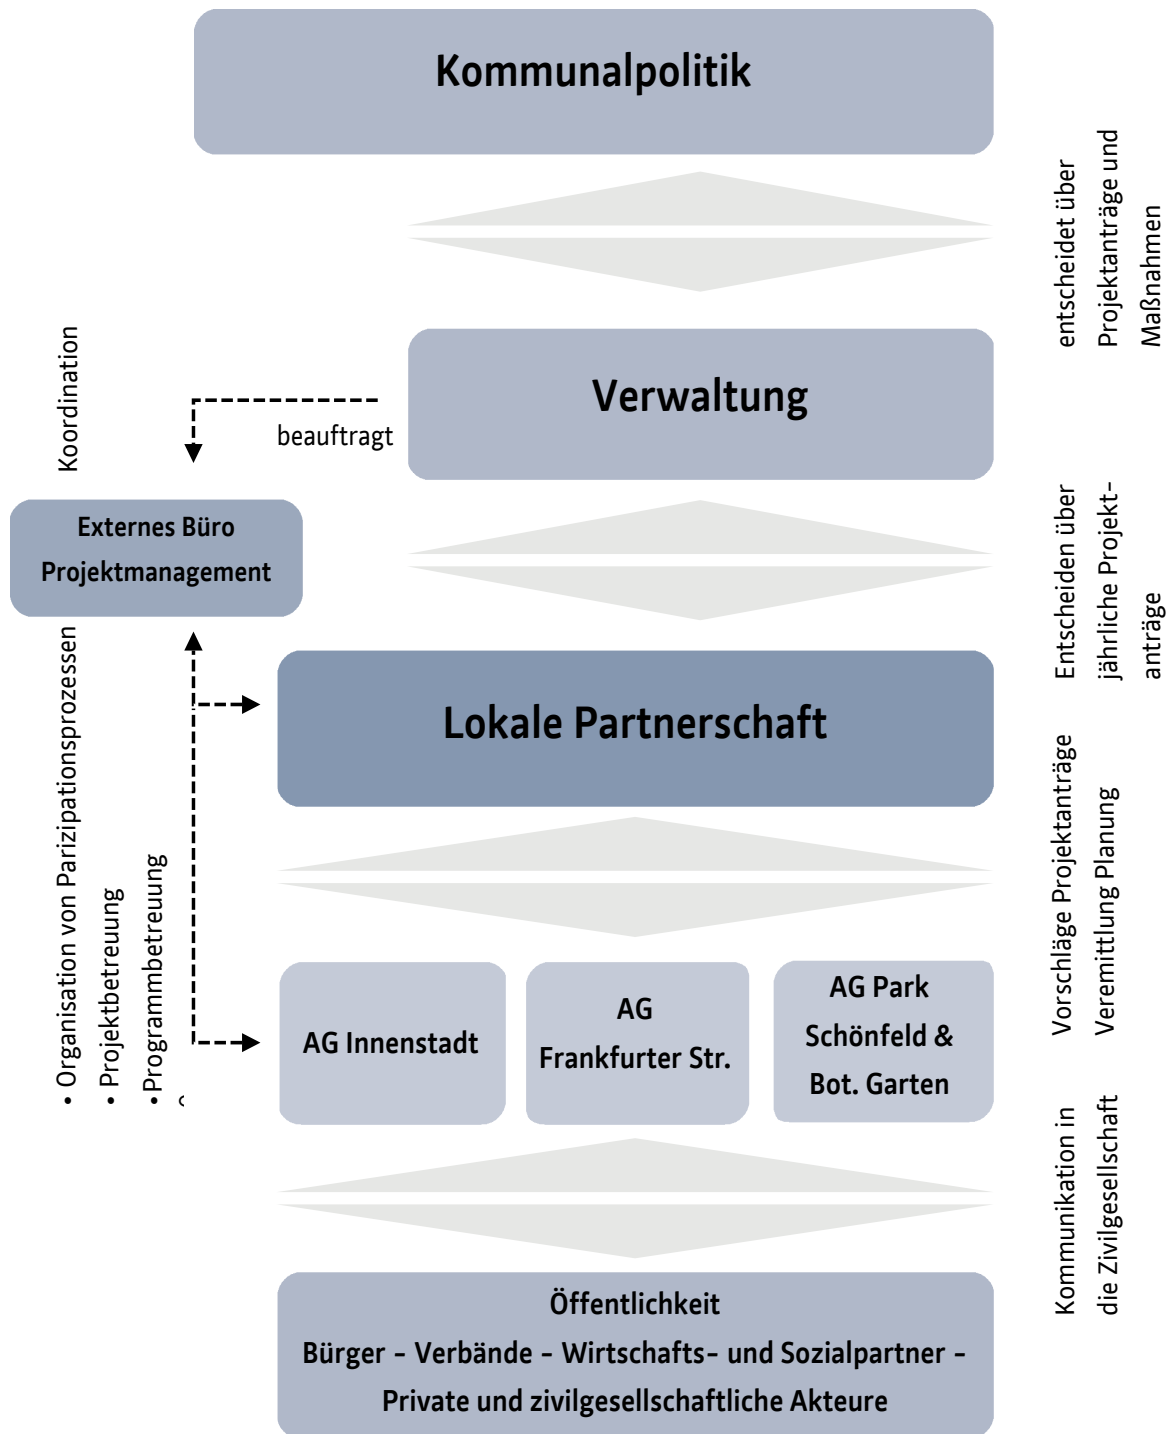 Kommunalpolitik
entscheidet über
Projektanträge und
Maßnahmen
Verwaltung
beauftragt
Koordination
Externes Büro
Projektmanagement
Entscheiden über
jährliche Projekt-
anträge
Lokale Partnerschaft
• Organisation von Parizipationsprozessen
• Projektbetreuung
•Programmbetreuung
Vorschläge Projektanträge
Veremittlung Planung
AG Innenstadt
AG
Frankfurter Str.
AG Park
Schönfeld &
Bot. Garten
Kommunikation in
die Zivilgesellschaft
Öffentlichkeit
Bürger – Verbände – Wirtschafts- und Sozialpartner –
Private und zivilgesellschaftliche Akteure